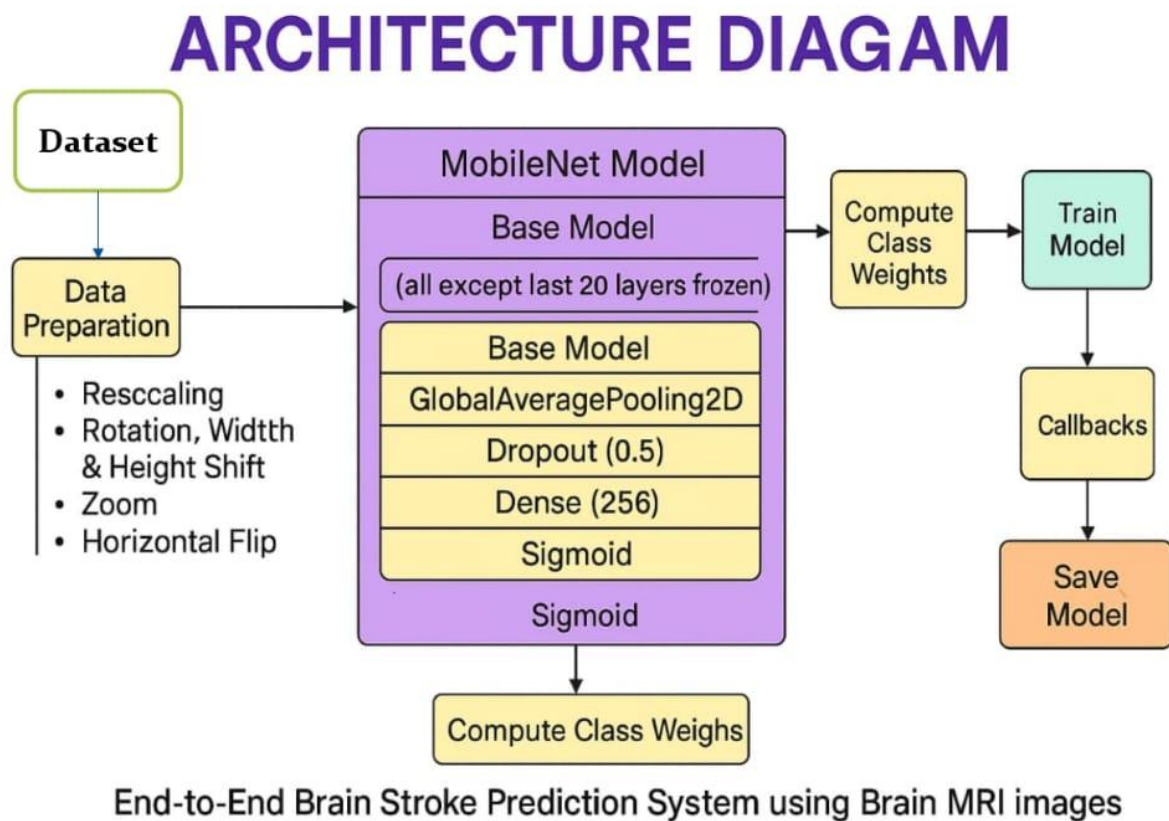 ARCHITECTURE DIAGAM
Dataset
Data
Preparation
• Resccaling
• Rotation, Widtth
& Height Shift
• Zoom
• Horizontal Flip
MobileNet Model
Base Model
(all except last 20 layers frozen)
Base Model
GlobalAveragePooling2D
Dropout (0.5)
Dense (256)
Sigmoid
Sigmoid
Compute Class Weighs
Compute
Class
Weights
Train
Model
Callbacks
Save
Model
End-to-End Brain Stroke Prediction System using Brain MRI images